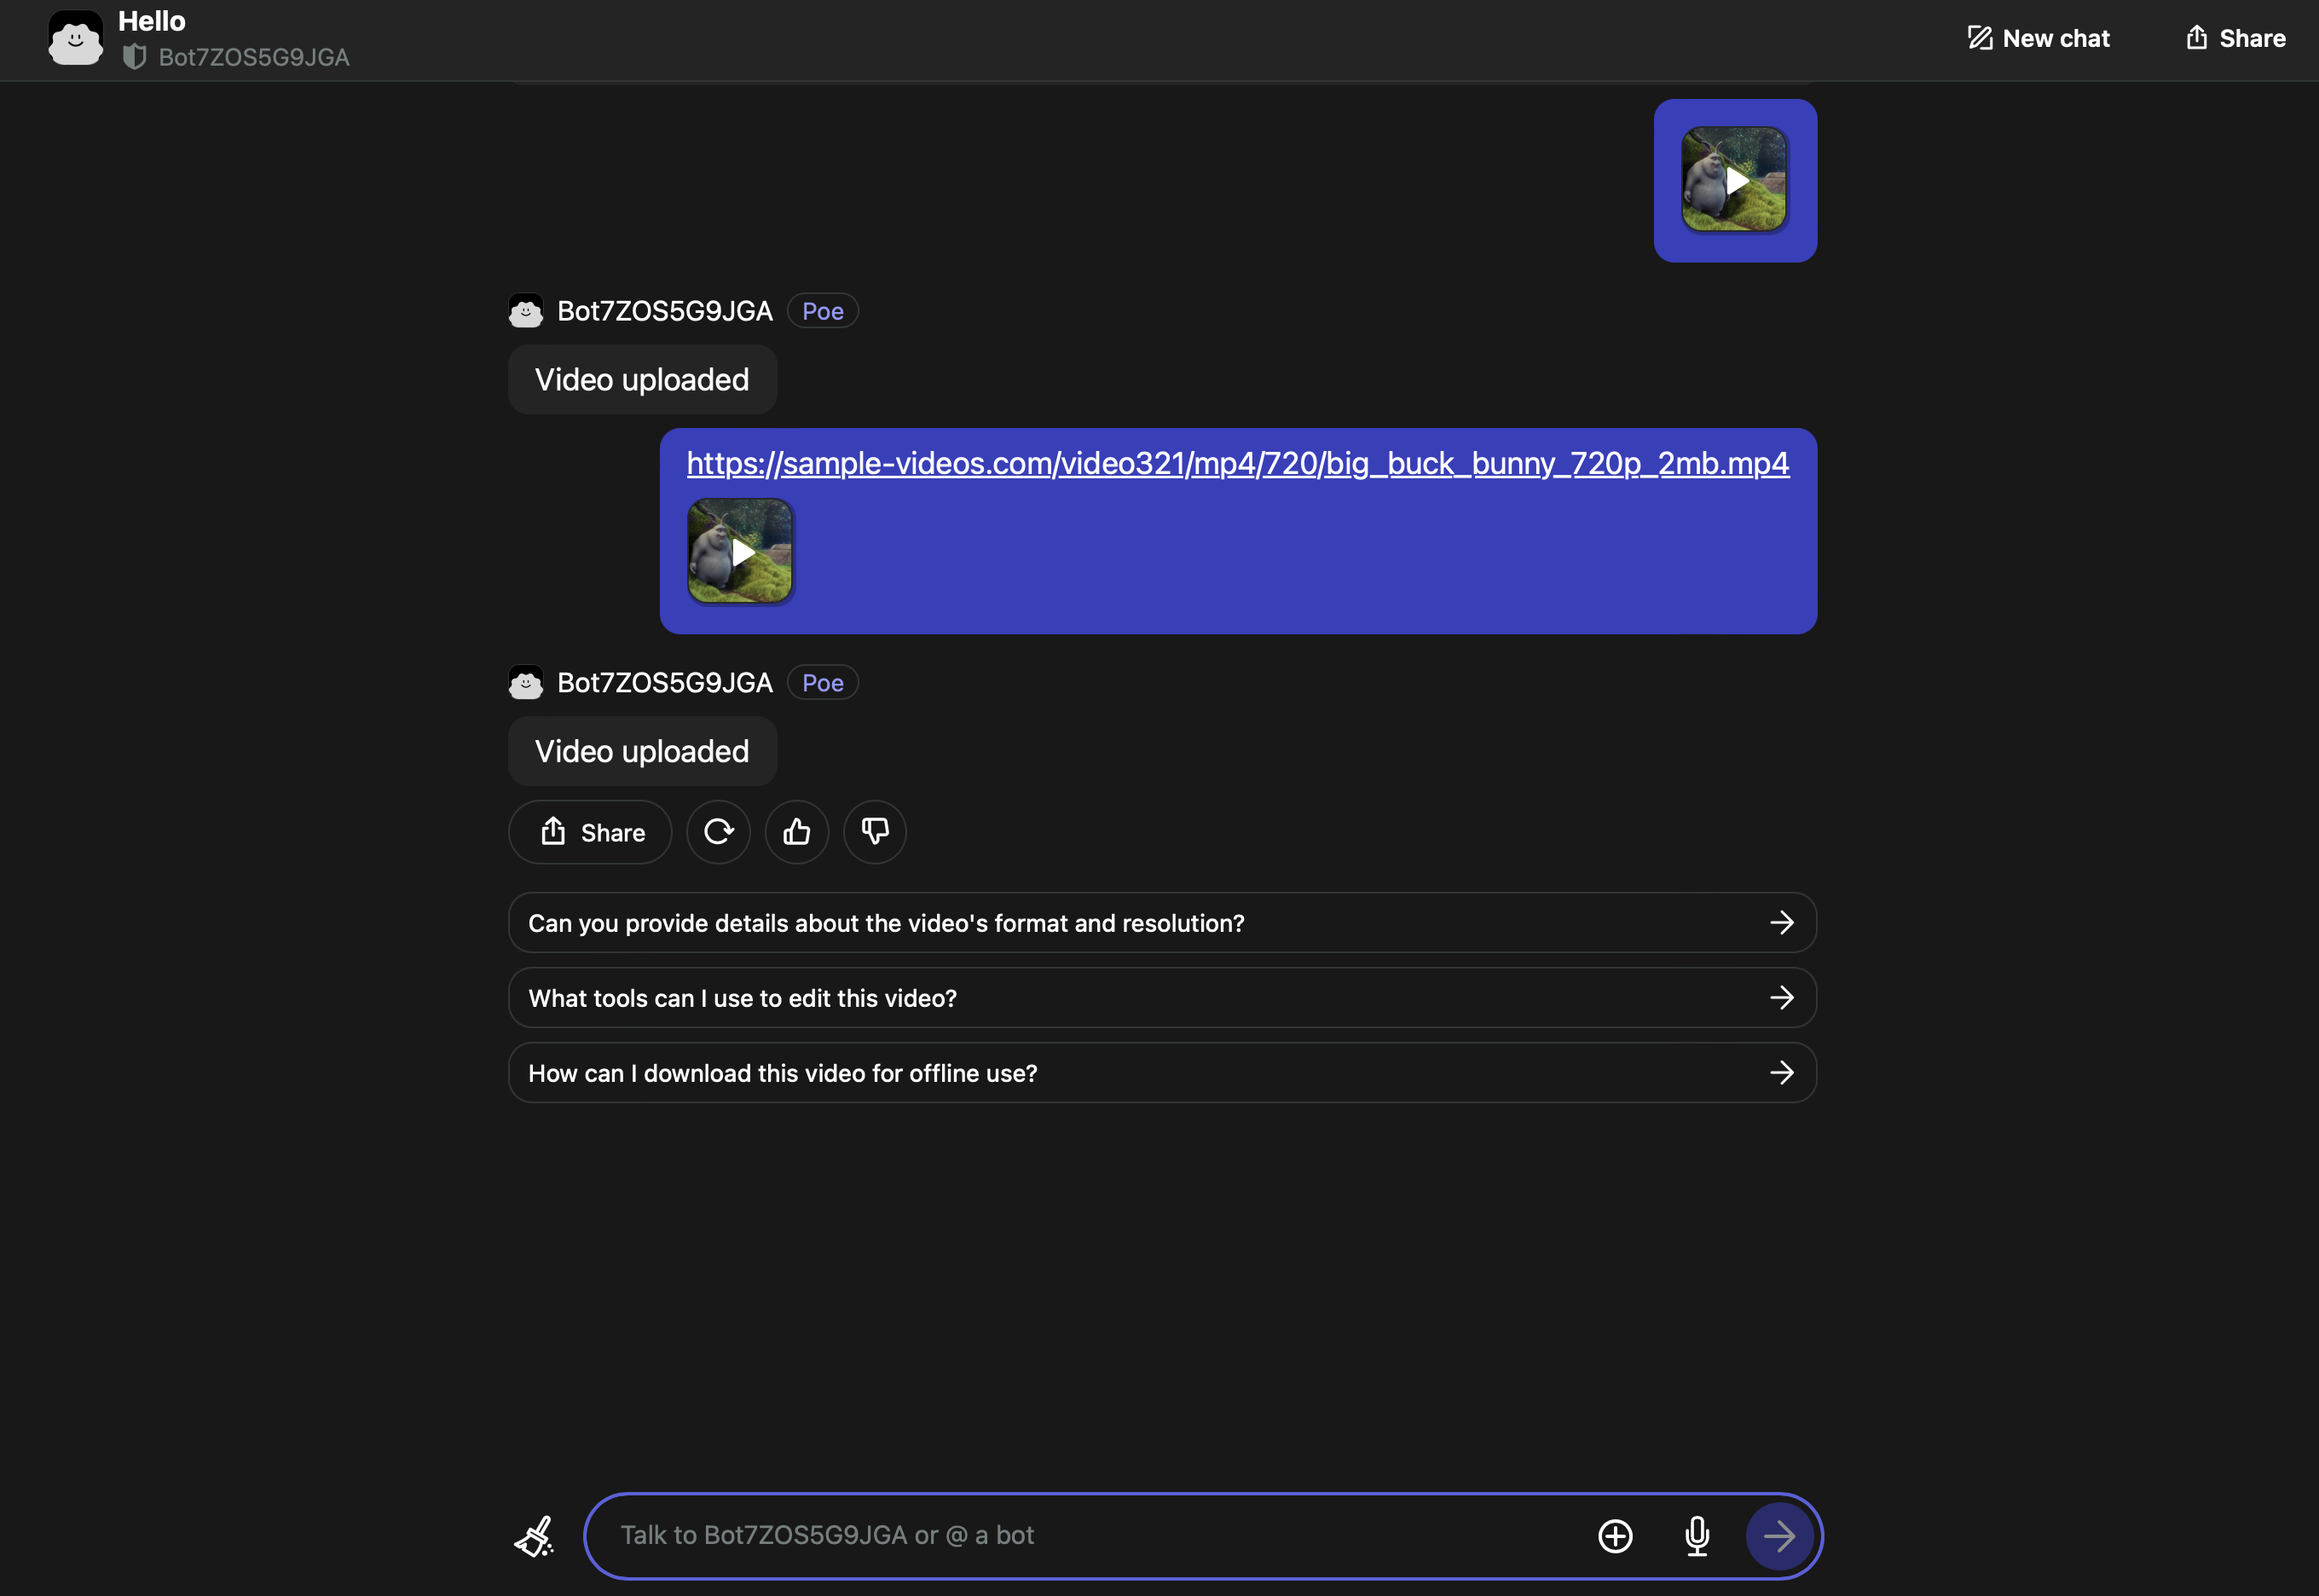 Hello
Bot7ZOS5G9JGA
New chat
Share
Bot7ZOS5G9JGA Poe
Video uploaded
https://sample-videos.com/video321/mp4/720/big_buck_bunny_720p_2mb.mp4
Bot7ZOS5G9JGA Poe
Video uploaded
Share
Can you provide details about the video's format and resolution?
What tools can I use to edit this video?
How can I download this video for offline use?
Talk to Bot7ZOS5G9JGA or @ a bot